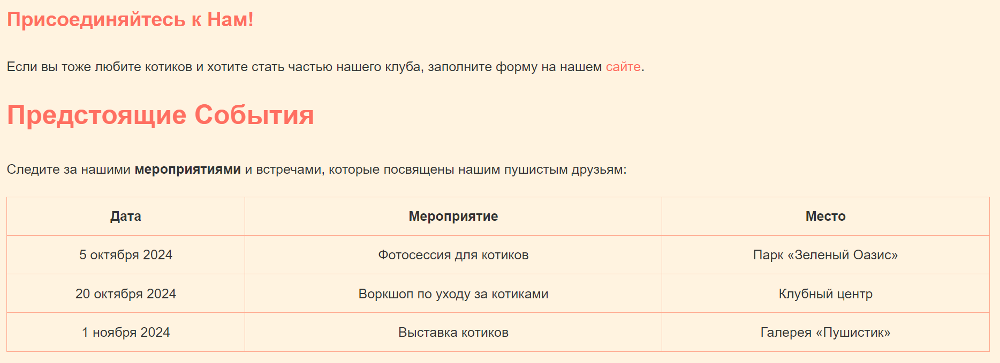 Присоединяйтесь к Нам!
Если вы тоже любите котиков и хотите стать частью нашего клуба, заполните форму на нашем сайте.
Предстоящие События
Следите за нашими мероприятиями и встречами, которые посвящены нашим пушистым друзьям:
Дата Мероприятие Место
5 октября 2024 Фотосессия для котиков Парк «Зеленый Оазис»
20 октября 2024 Воркшоп по уходу за котиками Клубный центр
1 ноября 2024 Выставка котиков Галерея «Пушистик»